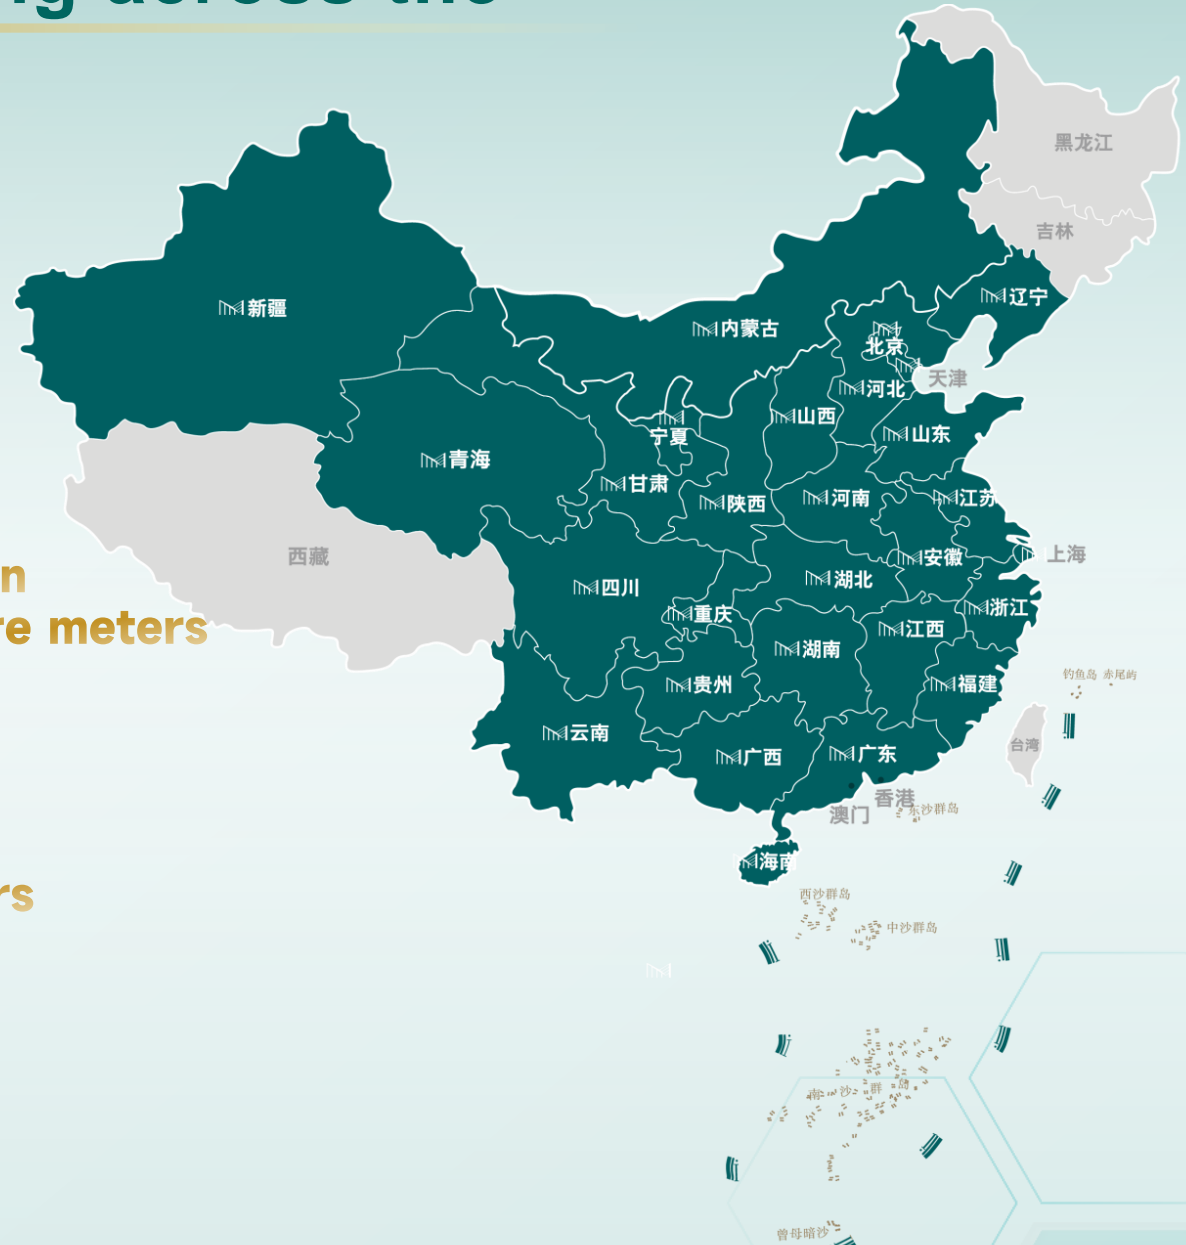 ng across the
黑龙江
吉林
辽宁
新疆
内蒙古
北京
天津
河北
山西
山东
宁夏
青海
甘肃
陕西
河南
江苏
西藏
上海
安徽
n
四川
湖北
重庆
浙江
re meters
江西
湖南
贵州
福建
钓鱼岛 赤尾屿
云南
台湾
广西
广东
香港
澳门
东沙群岛
海南
rs
西沙群岛
中沙群岛
南沙群岛
曾母暗沙